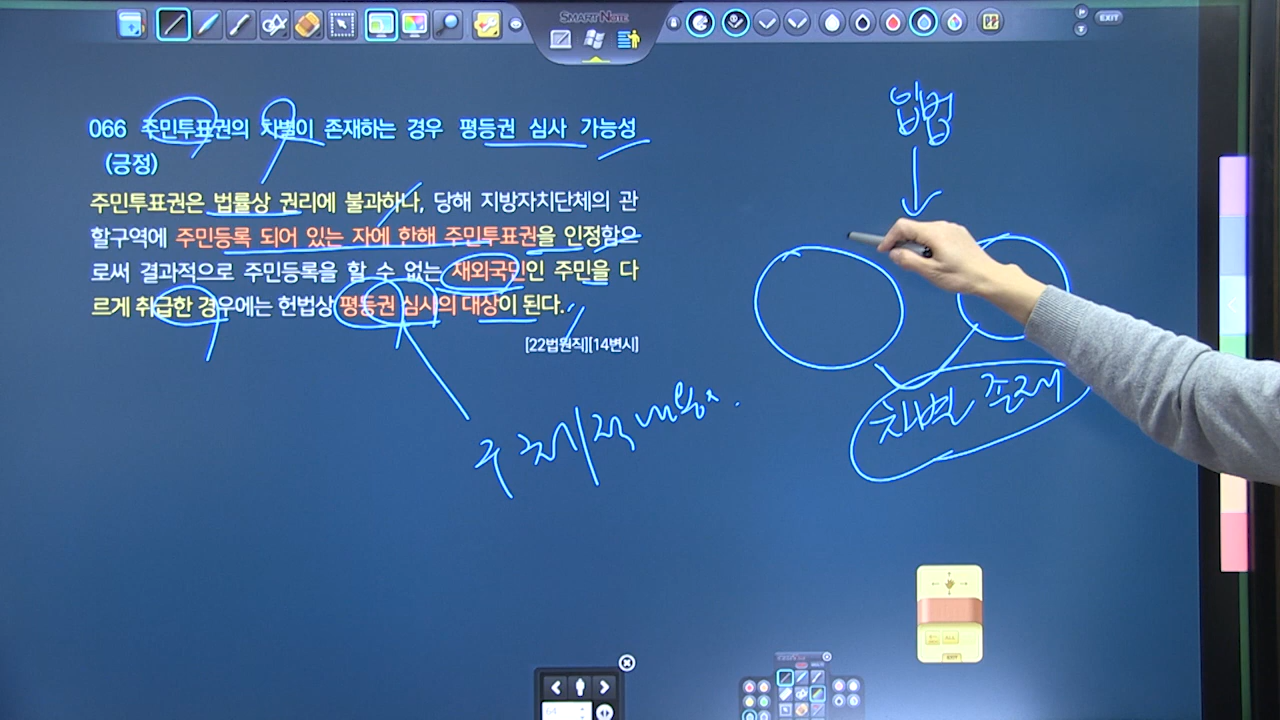 SMARTNOTE
EXIT
066 주민투표권의 차별이 존재하는 경우 평등권 심사 가능성
(긍정)
주민투표권은 법률상 권리에 불과하나, 당해 지방자치단체의 관
할구역에 주민등록 되어 있는 자에 한해 주민투표권을 인정함으
로써 결과적으로 주민등록을 할 수 없는 재외국민인 주민을 다
르게 취급한 경우에는 헌법상 평등권 심사의 대상이 된다.
[22법원직][14변시]
입법
차별 존재
구체적 내용